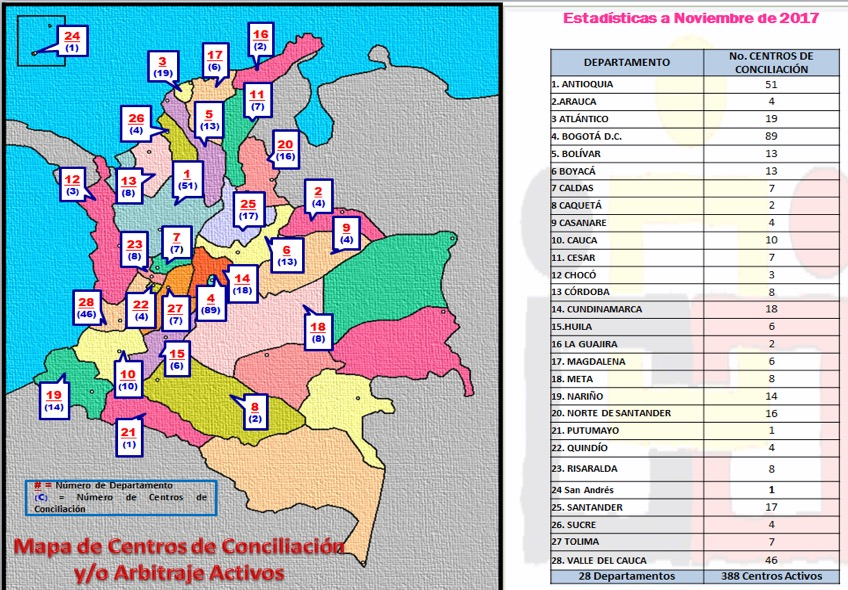 24
(1)
16
(2)
17
(6)
3
(19)
11
(7)
26
(4)
5
(13)
20
(16)
12
(3)
13
(8)
1
(51)
25
(17)
2
(4)
9
(4)
23
(8)
7
(7)
6
(13)
14
(18)
28
(46)
22
(4)
27
(7)
4
(89)
18
(8)
15
(6)
10
(10)
19
(14)
8
(2)
21
(1)
# = Número de Departamento
(C) = Número de Centros de
Conciliación
Mapa de Centros de Conciliación
y/o Arbitraje Activos
Estadísticas a Noviembre de 2017
DEPARTAMENTO No. CENTROS DE
CONCILIACIÓN
1. ANTIOQUIA 51
2.ARAUCA 4
3 ATLÁNTICO 19
4. BOGOTÁ D.C. 89
5. BOLÍVAR 13
6 BOYACÁ 13
7 CALDAS 7
8 CAQUETÁ 2
9 CASANARE 4
10. CAUCA 10
11. CESAR 7
12 CHOCÓ 3
13 CÓRDOBA 8
14. CUNDINAMARCA 18
15.HUILA 6
16 LA GUAJIRA 2
17. MAGDALENA 6
18. META 8
19. NARIÑO 14
20. NORTE DE SANTANDER 16
21. PUTUMAYO 1
22. QUINDÍO 4
23. RISARALDA 8
24 San Andrés 1
25. SANTANDER 17
26. SUCRE 4
27 TOLIMA 7
28. VALLE DEL CAUCA 46
28 Departamentos 388 Centros Activos